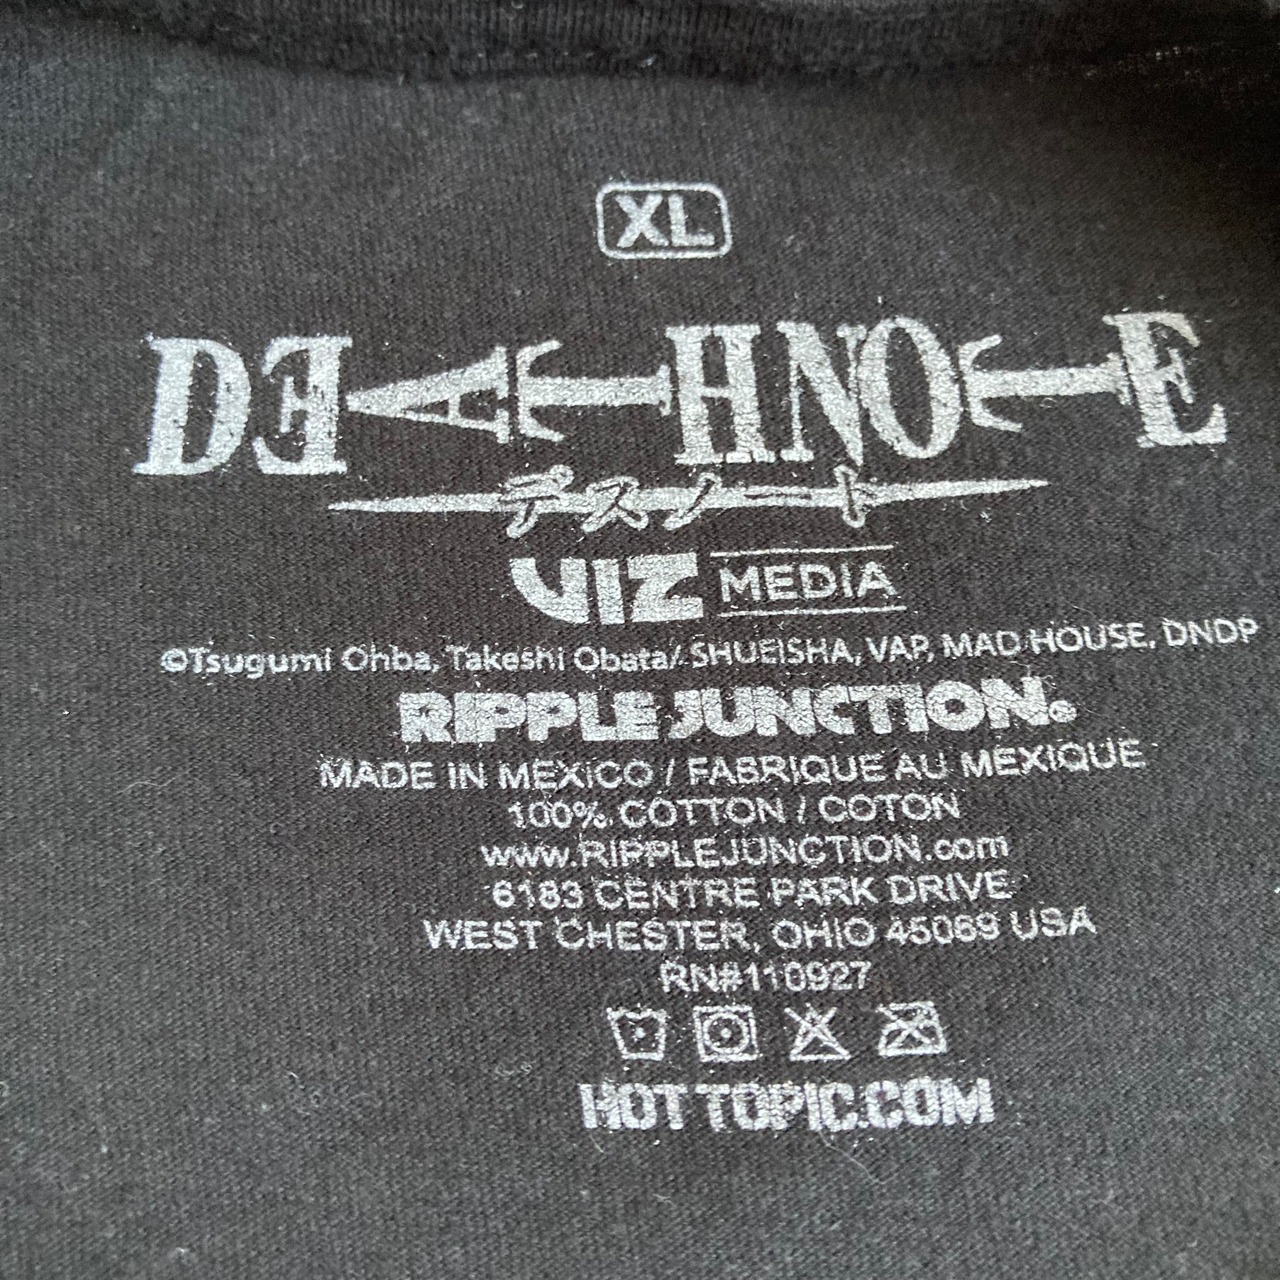 XL
DEATH NOTE
デスノート
VIZ MEDIA
©Tsugumi Ohba, Takeshi Obata/ SHUEISHA, VAP, MAD HOUSE, DNDP
RIPPLE JUNCTION.
MADE IN MEXICO / FABRIQUE AU MEXIQUE
100% COTTON / COTON
www.RIPPLEJUNCTION.com
6183 CENTRE PARK DRIVE
WEST CHESTER, OHIO 45069 USA
RN#110927
HOT TOPIC.COM